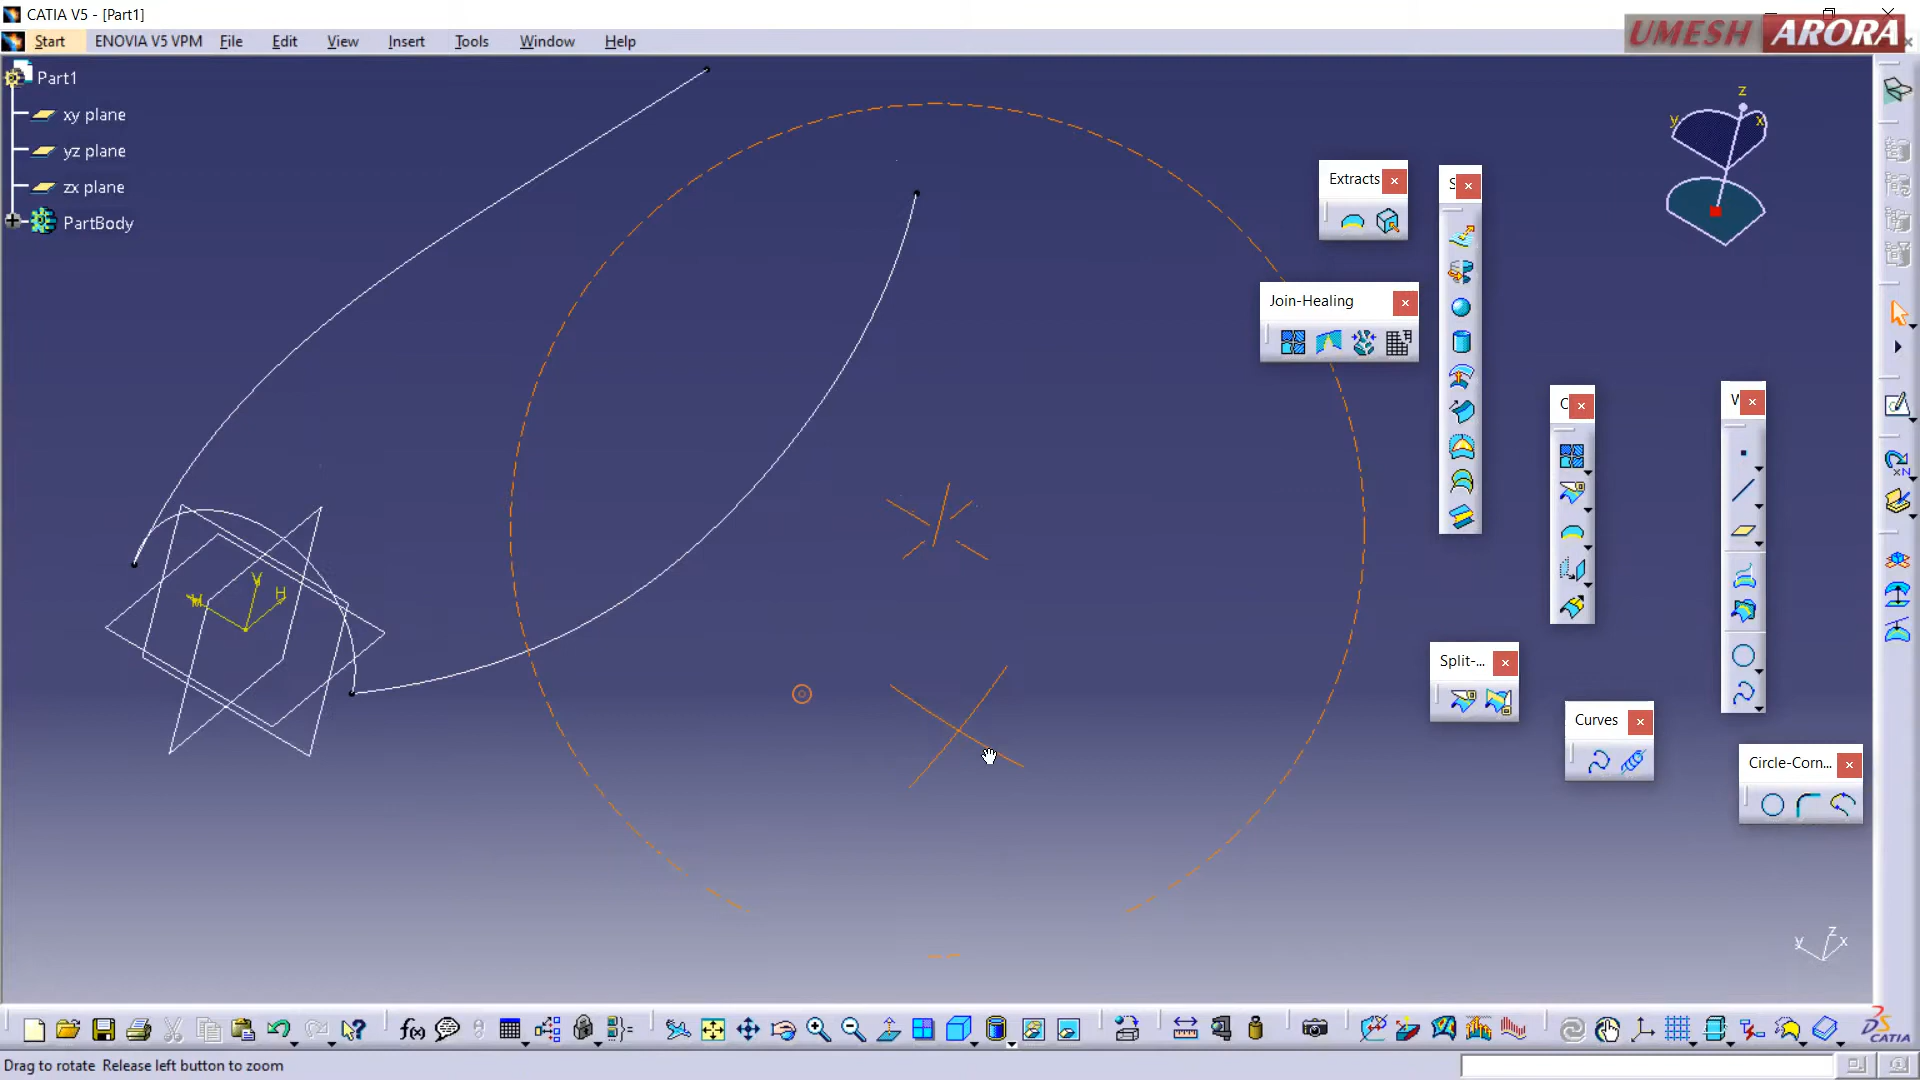 CATIA V5 - [Part1]
Start ENOVIA V5 VPM File Edit View Insert Tools Window Help
UMESH ARORA
Part1
xy plane
yz plane
zx plane
PartBody
z
y
x
Extracts
S
Join-Healing
C
V
H
Split-...
Curves
Circle-Corn...
z
y x
f(x)
CATIA
Drag to rotate Release left button to zoom